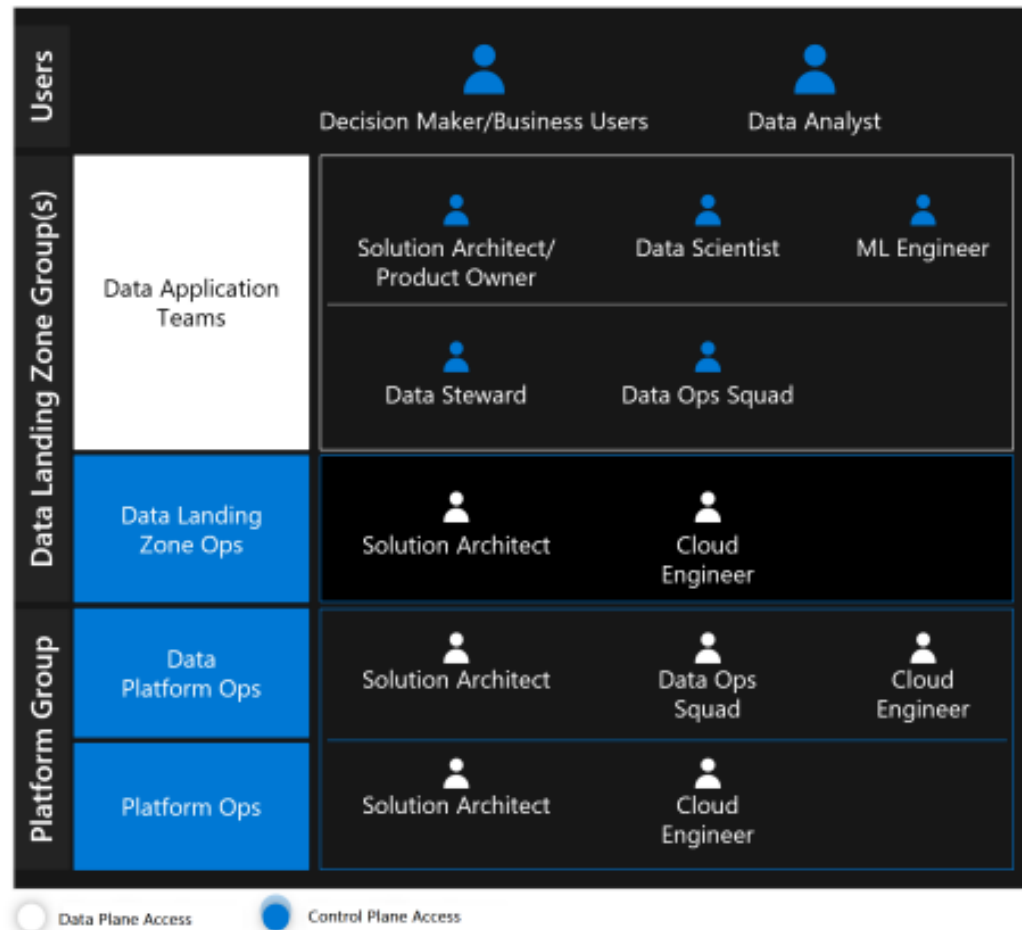 Users
Decision Maker/Business Users
Data Analyst
Data Landing Zone Group(s)
Data Application
Teams
Solution Architect/
Product Owner
Data Scientist
ML Engineer
Data Steward
Data Ops Squad
Data Landing
Zone Ops
Solution Architect
Cloud
Engineer
Platform Group
Data
Platform Ops
Solution Architect
Data Ops
Squad
Cloud
Engineer
Platform Ops
Solution Architect
Cloud
Engineer
Data Plane Access
Control Plane Access